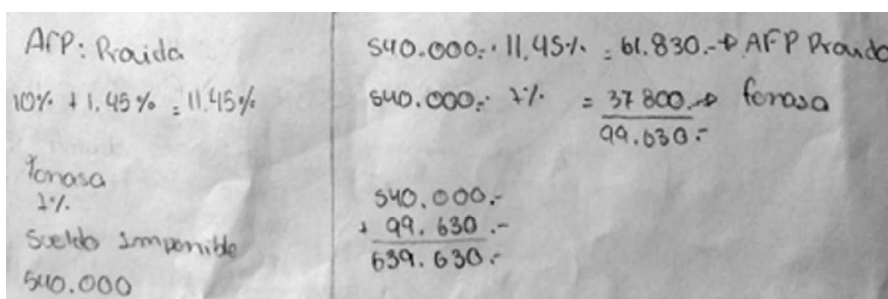 AFP: Provida
10% + 1.45% = 11.45%
Fonasa
7%.
Sueldo Imponible
540.000
540.000.- · 11.45% = 61.830.-→ AFP Provida
540.000.- 7%. = 37 800.→ fonasa
99.630.-
540.000.-
+ 99.630.-
639.630.-